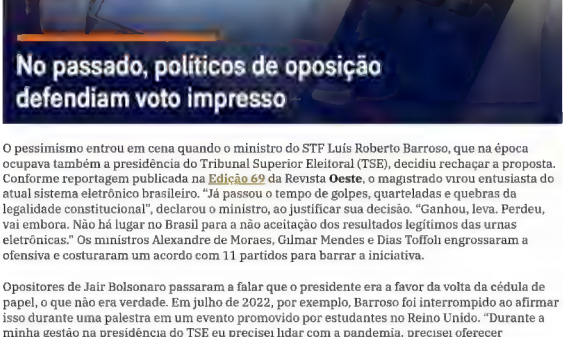 No passado, políticos de oposição
defendiam voto impresso
O pessimismo entrou em cena quando o ministro do STF Luís Roberto Barroso, que na época
ocupava também a presidência do Tribunal Superior Eleitoral (TSE), decidiu rechaçar a proposta.
Conforme reportagem publicada na Edição 69 da Revista Oeste, o magistrado virou entusiasta do
atual sistema eletrônico brasileiro. “Já passou o tempo de golpes, quarteladas e quebras da
legalidade constitucional”, declarou o ministro, ao justificar sua decisão. “Ganhou, leva. Perdeu,
vai embora. Não há lugar no Brasil para a não aceitação dos resultados legítimos das urnas
eletrônicas.” Os ministros Alexandre de Moraes, Gilmar Mendes e Dias Toffoli engrossaram a
ofensiva e costuraram um acordo com 11 partidos para barrar a iniciativa.
Opositores de Jair Bolsonaro passaram a falar que o presidente era a favor da volta da cédula de
papel, o que não era verdade. Em julho de 2022, por exemplo, Barroso foi interrompido ao afirmar
isso durante uma palestra em um evento promovido por estudantes no Reino Unido. “Durante a
minha gestão na presidência do TSE eu precisei lidar com a pandemia, precisei oferecer